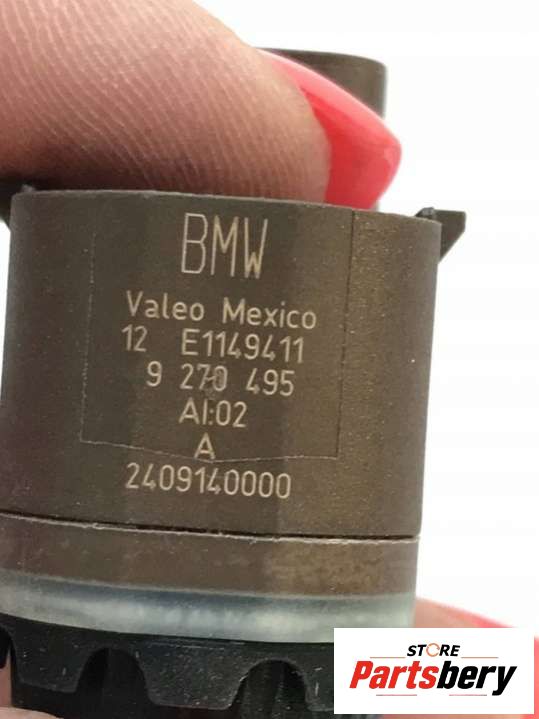 BMW
Valeo Mexico
12 E1149411
9 270 495
AI:02
A
2409140000
STORE
Partsbery